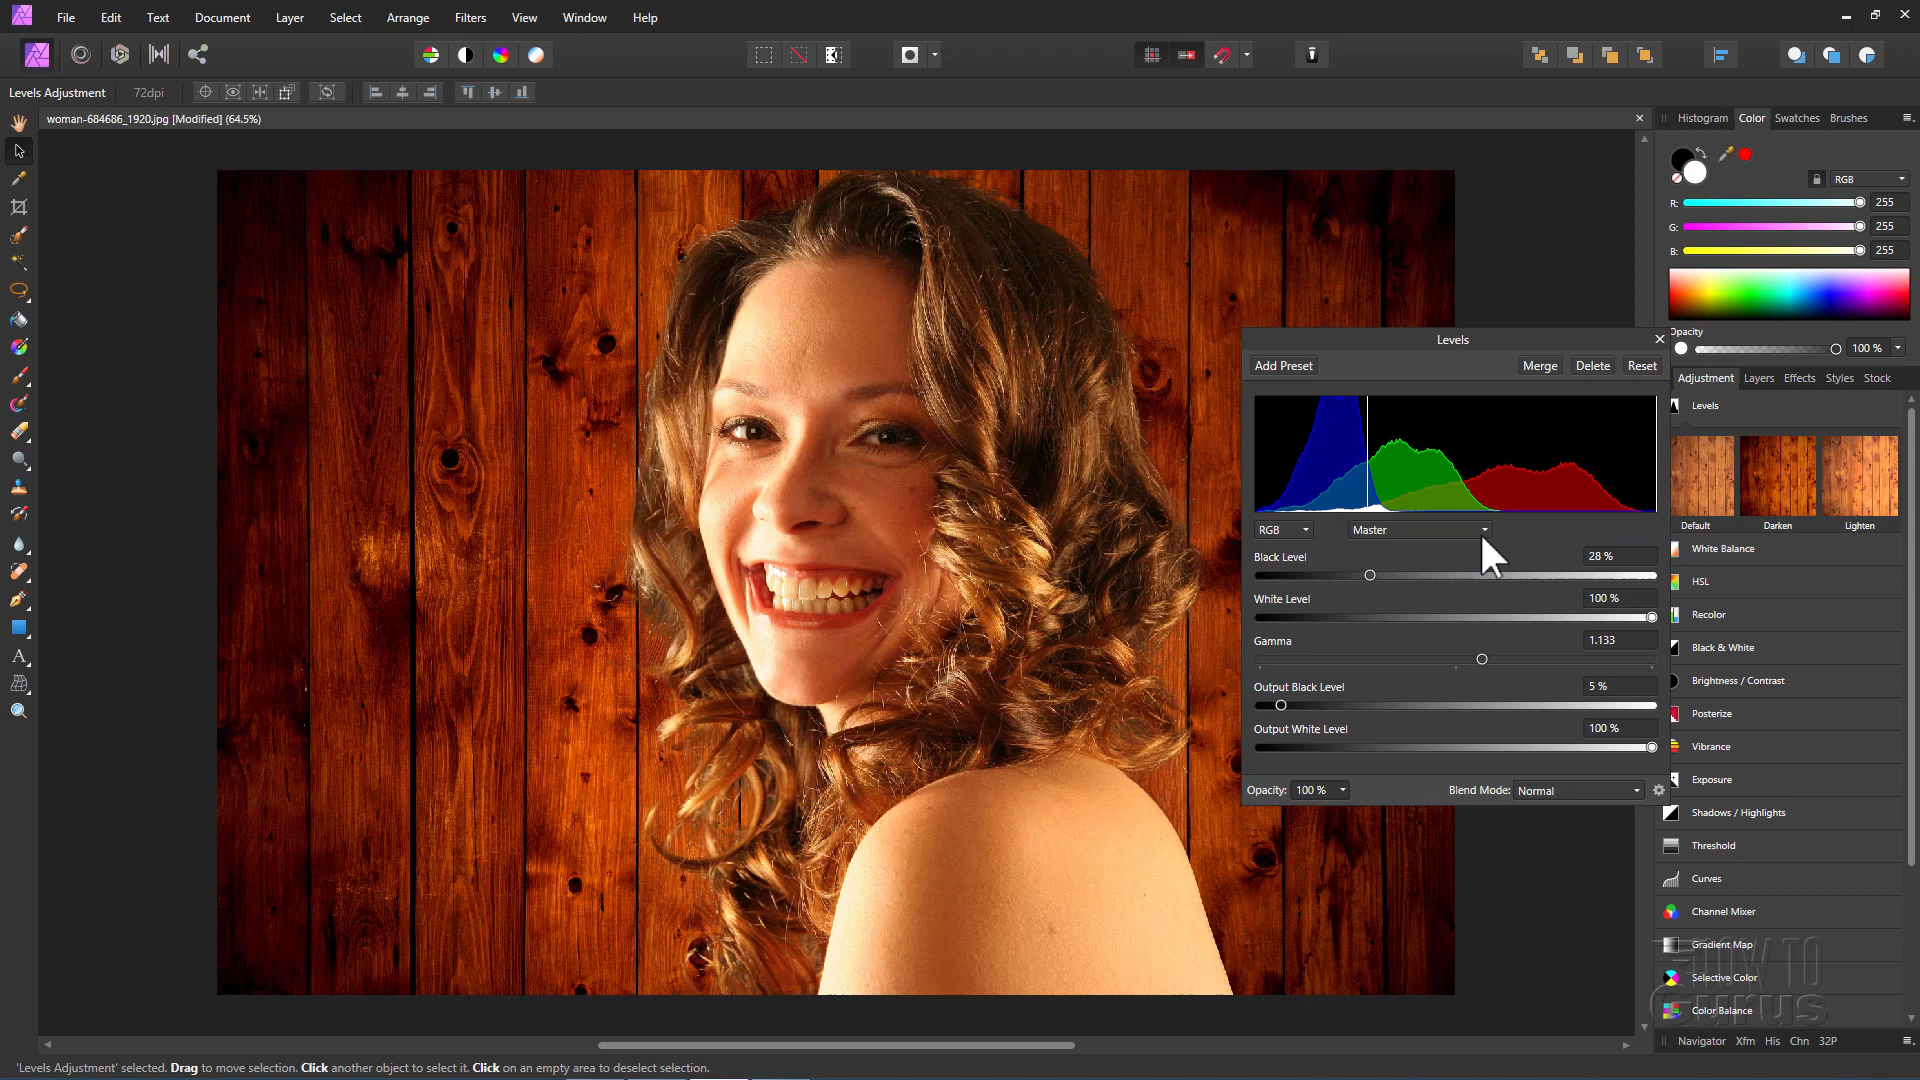 File Edit Text Document Layer Select Arrange Filters View Window Help
Levels Adjustment 72dpi
woman-684686_1920.jpg [Modified] (64.5%)
Histogram Color Swatches Brushes
RGB
R: 255
G: 255
B: 255
Opacity
100 %
Adjustment Layers Effects Styles Stock
Levels
Default Darken Lighten
White Balance
HSL
Recolor
Black & White
Brightness / Contrast
Posterize
Vibrance
Exposure
Shadows / Highlights
Threshold
Curves
Channel Mixer
Gradient Map
Selective Color
Color Balance
Navigator Xfm His Chn 32P
Levels
Add Preset Merge Delete Reset
RGB Master
Black Level 28 %
White Level 100 %
Gamma 1.133
Output Black Level 5 %
Output White Level 100 %
Opacity: 100 % Blend Mode: Normal
HOW TO
Gurus
'Levels Adjustment' selected. Drag to move selection. Click another object to select it. Click on an empty area to deselect selection.